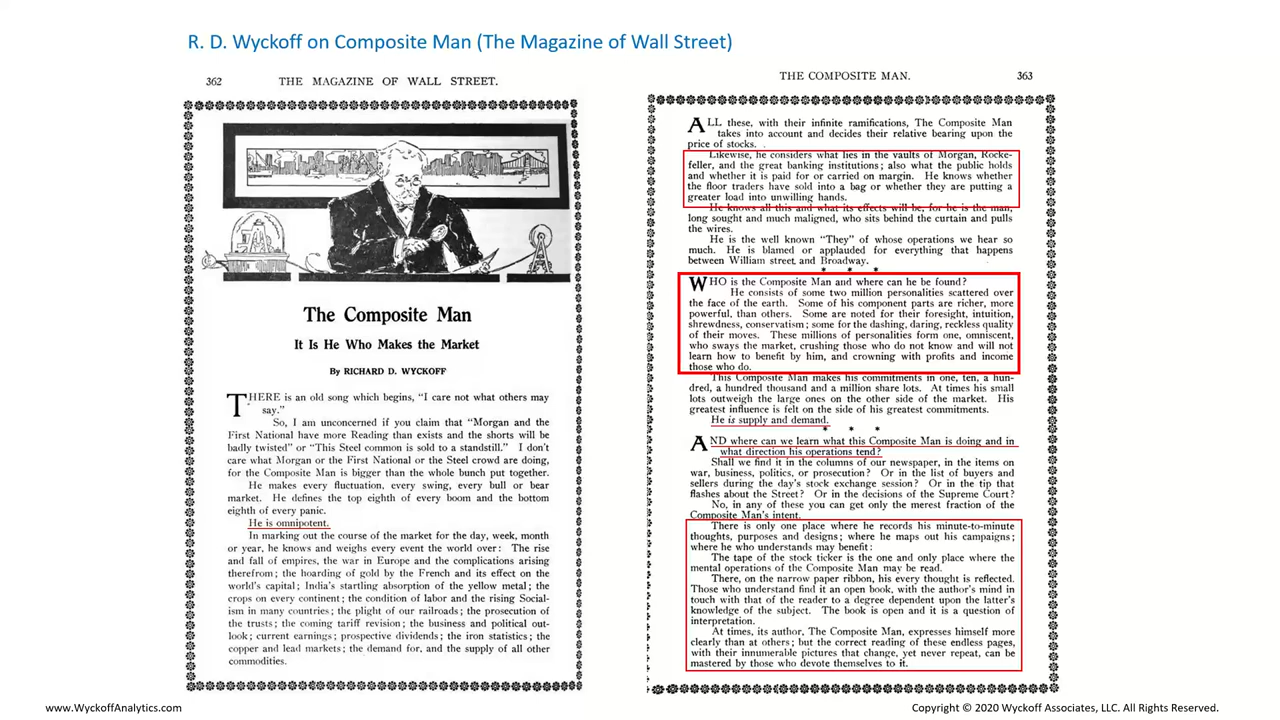 R. D. Wyckoff on Composite Man (The Magazine of Wall Street)
362 THE MAGAZINE OF WALL STREET.
The Composite Man
It Is He Who Makes the Market
By RICHARD D. WYCKOFF
THERE is an old song which begins, "I care not what others may
say."
So, I am unconcerned if you claim that "Morgan and the
First National have more Reading than exists and the shorts will be
badly twisted" or "This Steel common is sold to a standstill." I don't
care what Morgan or the First National or the Steel crowd are doing,
for the Composite Man is bigger than the whole bunch put together.
He makes every fluctuation, every swing, every bull or bear
market. He defines the top eighth of every boom and the bottom
eighth of every panic.
He is omnipotent.
In marking out the course of the market for the day, week, month
or year, he knows and weighs every event the world over: The rise
and fall of empires, the war in Europe and the complications arising
therefrom; the hoarding of gold by the French and its effect on the
world's capital; India's startling absorption of the yellow metal; the
crops on every continent; the condition of labor and the rising Social-
ism in many countries; the plight of our railroads; the prosecution of
the trusts; the coming tariff revision; the business and political out-
look; current earnings; prospective dividends; the iron statistics; the
copper and lead markets; the demand for, and the supply of all other
commodities.
THE COMPOSITE MAN. 363
ALL these, with their infinite ramifications, The Composite Man
takes into account and decides their relative bearing upon the
price of stocks.
Likewise, he considers what lies in the vaults of Morgan, Rocke-
feller, and the great banking institutions; also what the public holds
and whether it is paid for or carried on margin. He knows whether
the floor traders have sold into a bag or whether they are putting a
greater load into unwilling hands.
He knows all this and what its effects will be, for he is the man,
long sought and much maligned, who sits behind the curtain and pulls
the wires.
He is the well known "They" of whose operations we hear so
much. He is blamed or applauded for everything that happens
between William street and Broadway.
* * *
WHO is the Composite Man and where can he be found?
He consists of some two million personalities scattered over
the face of the earth. Some of his component parts are richer, more
powerful, than others. Some are noted for their foresight, intuition,
shrewdness, conservatism; some for the dashing, daring, reckless quality
of their moves. These millions of personalities form one, omniscient,
who sways the market, crushing those who do not know and will not
learn how to benefit by him, and crowning with profits and income
those who do.
This Composite Man makes his commitments in one, ten, a hun-
dred, a hundred thousand and a million share lots. At times his small
lots outweigh the large ones on the other side of the market. His
greatest influence is felt on the side of his greatest commitments.
He is supply and demand.
* * *
AND where can we learn what this Composite Man is doing and in
what direction his operations tend?
Shall we find it in the columns of our newspaper, in the items on
war, business, politics, or prosecution? Or in the list of buyers and
sellers during the day's stock exchange session? Or in the tip that
flashes about the Street? Or in the decisions of the Supreme Court?
No, in any of these you can get only the merest fraction of the
Composite Man's intent.
There is only one place where he records his minute-to-minute
thoughts, purposes and designs; where he maps out his campaigns;
where he who understands may benefit:
The tape of the stock ticker is the one and only place where the
mental operations of the Composite Man may be read.
There, on the narrow paper ribbon, his every thought is reflected.
Those who understand find it an open book, with the author's mind in
touch with that of the reader to a degree dependent upon the latter's
knowledge of the subject. The book is open and it is a question of
interpretation.
At times, its author, The Composite Man, expresses himself more
clearly than at others; but the correct reading of these endless pages,
with their innumerable pictures that change, yet never repeat, can be
mastered by those who devote themselves to it.
www.WyckoffAnalytics.com
Copyright © 2020 Wyckoff Associates, LLC. All Rights Reserved.